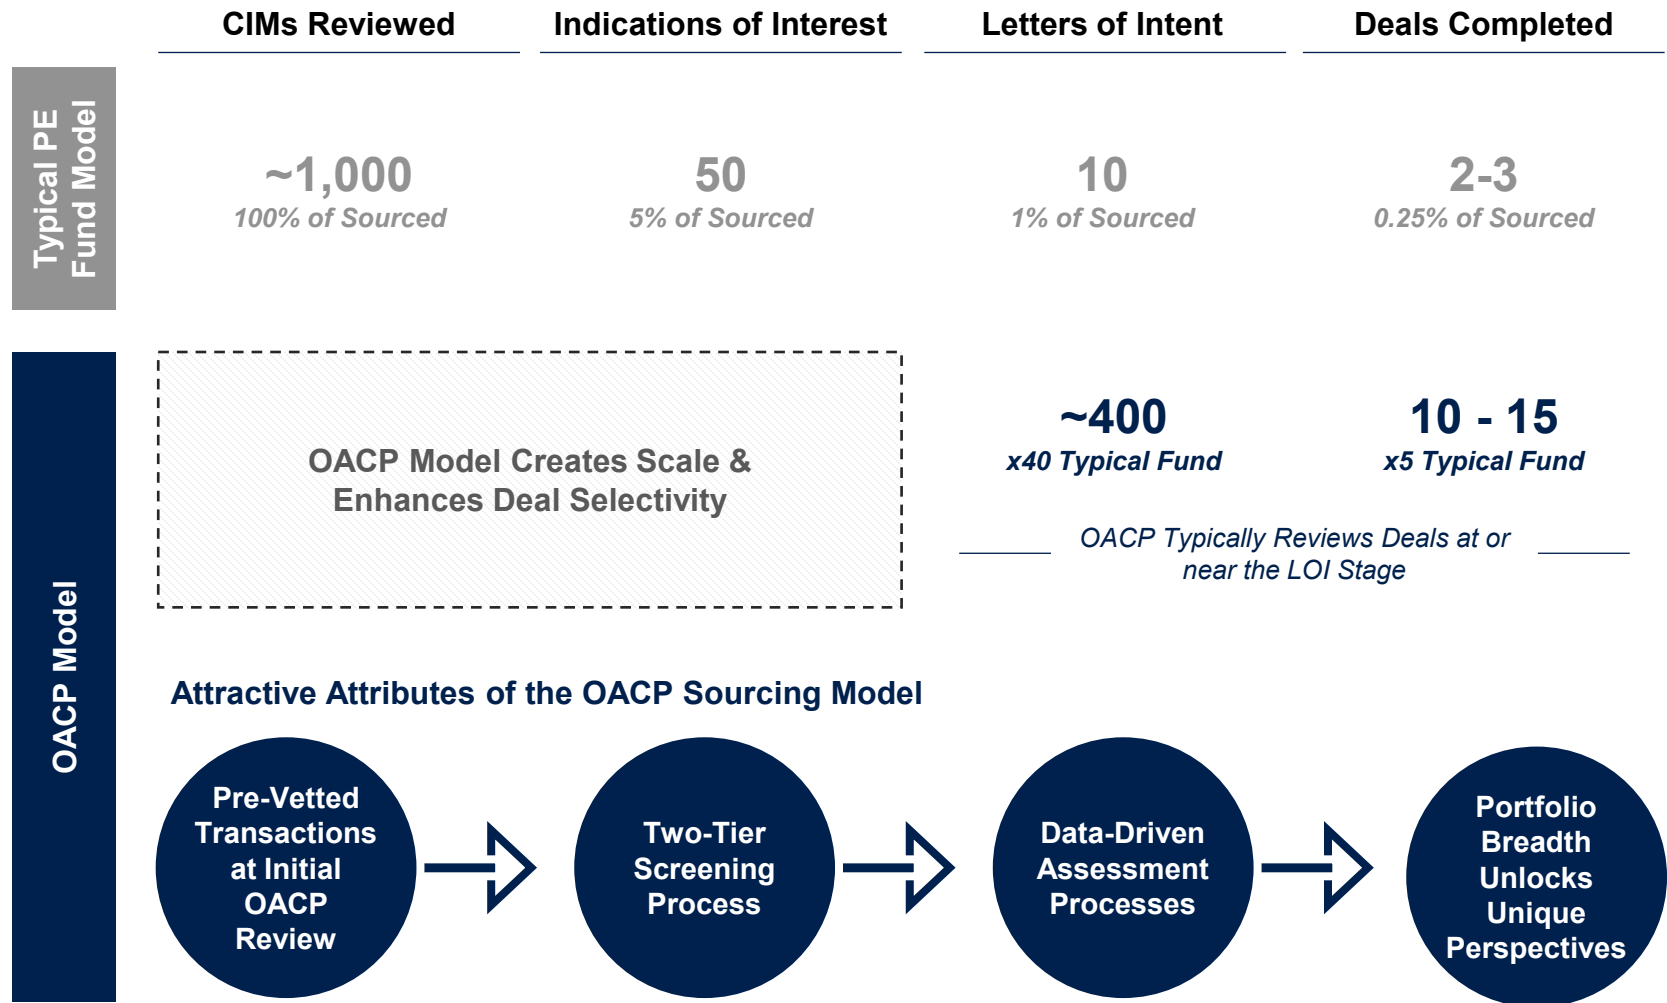 CIMs Reviewed
Indications of Interest
Letters of Intent
Deals Completed
Typical PE
Fund Model
~1,000
100% of Sourced
50
5% of Sourced
10
1% of Sourced
2-3
0.25% of Sourced
OACP Model
OACP Model Creates Scale &
Enhances Deal Selectivity
~400
x40 Typical Fund
10 - 15
x5 Typical Fund
OACP Typically Reviews Deals at or
near the LOI Stage
Attractive Attributes of the OACP Sourcing Model
Pre-Vetted
Transactions
at Initial
OACP
Review
Two-Tier
Screening
Process
Data-Driven
Assessment
Processes
Portfolio
Breadth
Unlocks
Unique
Perspectives